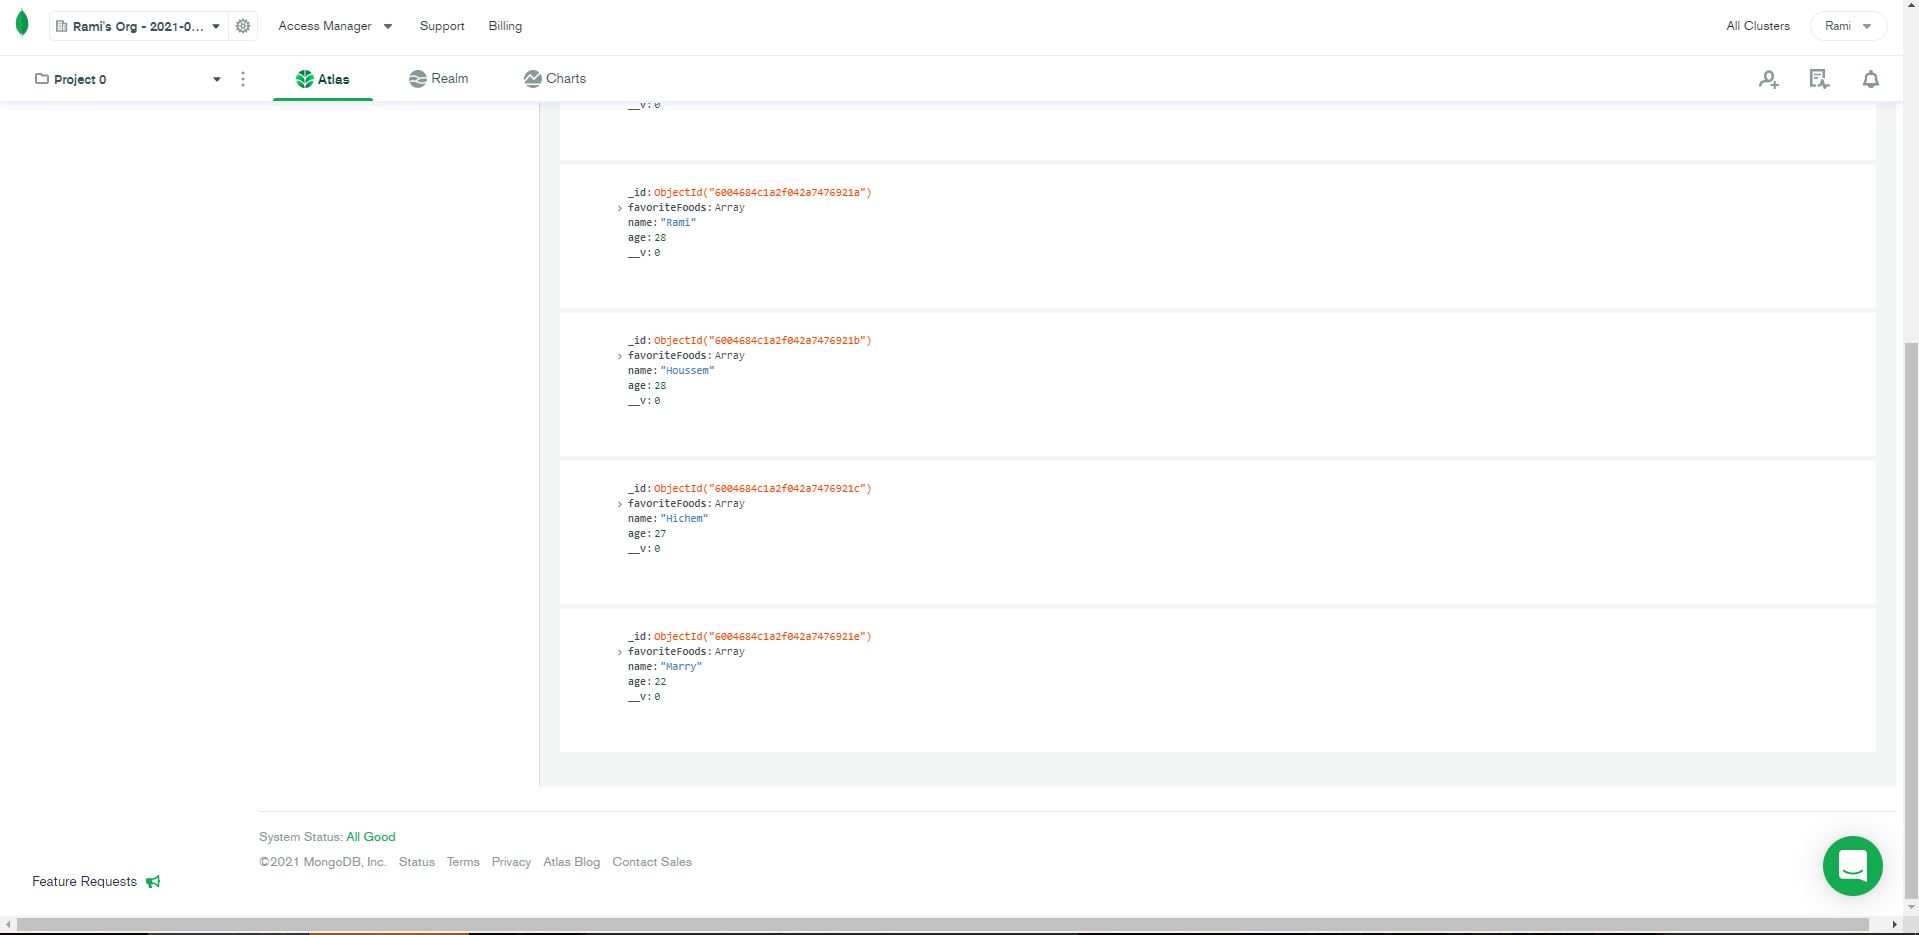 Rami's Org - 2021-0... Access Manager Support Billing All Clusters Rami
Project 0 Atlas Realm Charts
__v: 0
_id: ObjectId("6004684c1a2f042a7476921a")
favoriteFoods: Array
name: "Rami"
age: 28
__v: 0
_id: ObjectId("6004684c1a2f042a7476921b")
favoriteFoods: Array
name: "Houssem"
age: 28
__v: 0
_id: ObjectId("6004684c1a2f042a7476921c")
favoriteFoods: Array
name: "Hichem"
age: 27
__v: 0
_id: ObjectId("6004684c1a2f042a7476921e")
favoriteFoods: Array
name: "Marry"
age: 22
__v: 0
System Status: All Good
©2021 MongoDB, Inc. Status Terms Privacy Atlas Blog Contact Sales
Feature Requests